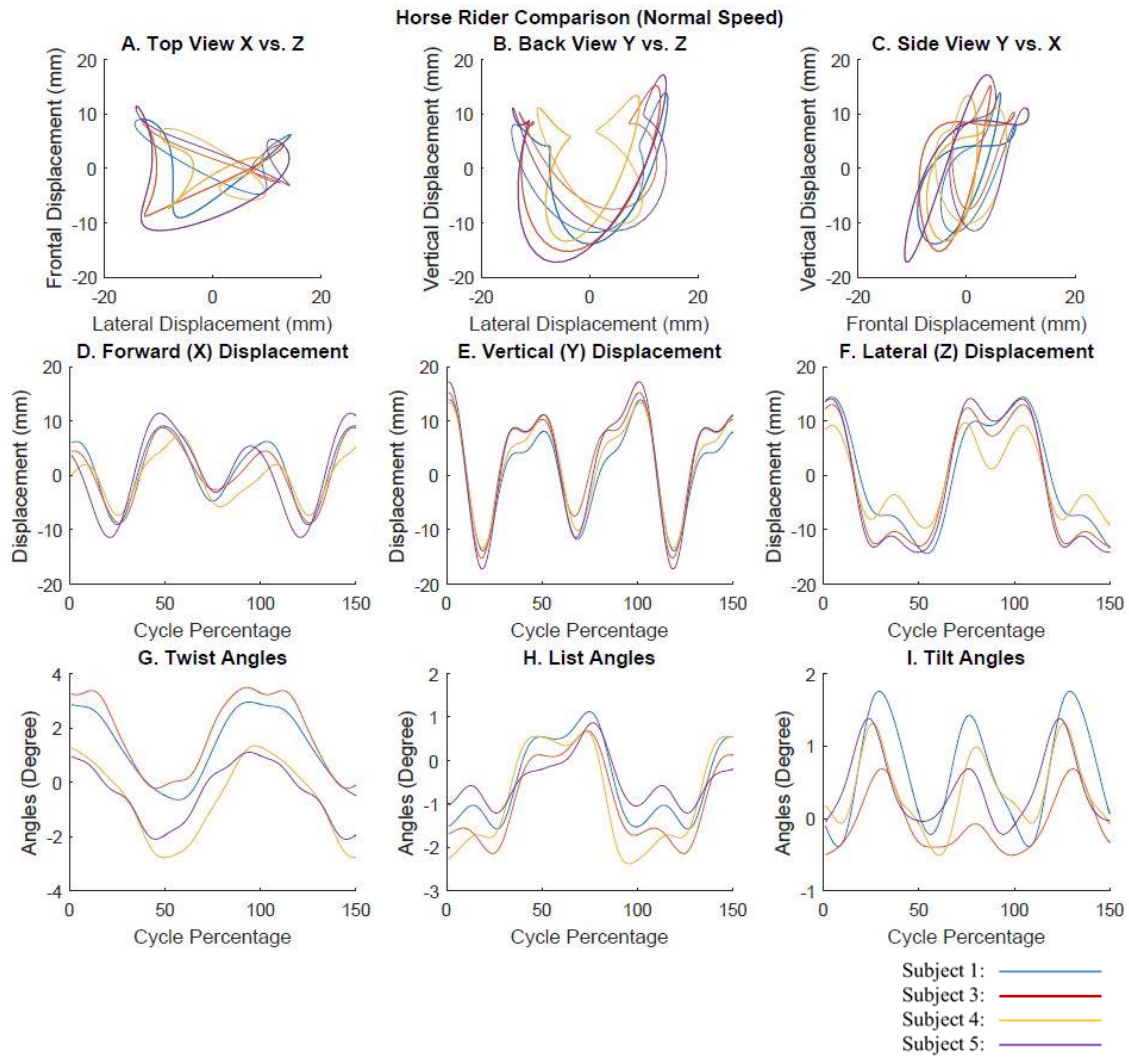 Horse Rider Comparison (Normal Speed)
A. Top View X vs. Z
B. Back View Y vs. Z
C. Side View Y vs. X
Frontal Displacement (mm)
20
10
0
-10
-20
-20
0
20
Lateral Displacement (mm)
Vertical Displacement (mm)
20
10
0
-10
-20
-20
0
20
Lateral Displacement (mm)
Vertical Displacement (mm)
20
10
0
-10
-20
-20
0
20
Frontal Displacement (mm)
D. Forward (X) Displacement
E. Vertical (Y) Displacement
F. Lateral (Z) Displacement
Displacement (mm)
20
10
0
-10
-20
0
50
100
150
Cycle Percentage
Displacement (mm)
20
10
0
-10
-20
0
50
100
150
Cycle Percentage
Displacement (mm)
20
10
0
-10
-20
0
50
100
150
Cycle Percentage
G. Twist Angles
H. List Angles
I. Tilt Angles
Angles (Degree)
4
2
0
-2
-4
0
50
100
150
Cycle Percentage
Angles (Degree)
2
1
0
-1
-2
-3
0
50
100
150
Cycle Percentage
Angles (Degree)
2
1
0
-1
0
50
100
150
Cycle Percentage
Subject 1:
Subject 3:
Subject 4:
Subject 5: